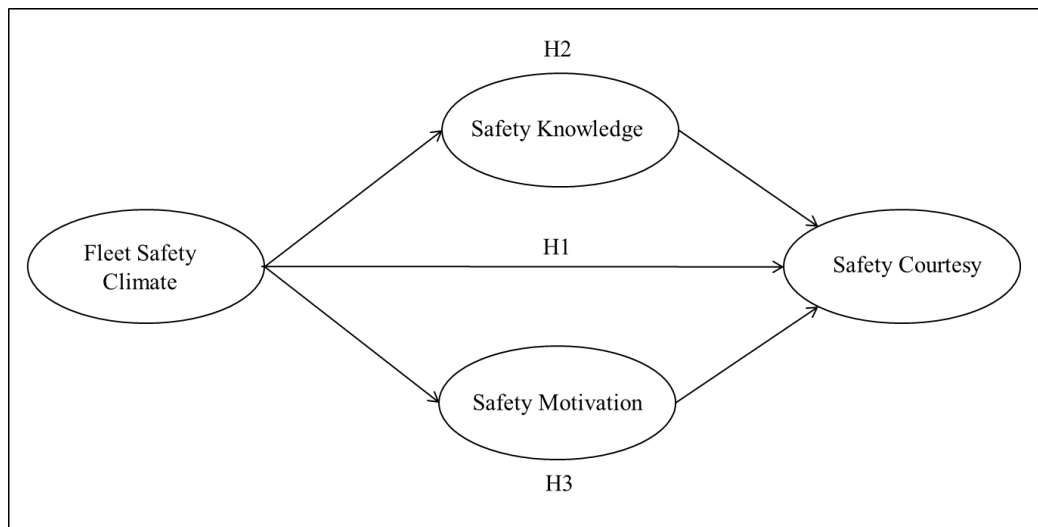 H2
Safety Knowledge
Fleet Safety
Climate
H1
Safety Courtesy
Safety Motivation
H3